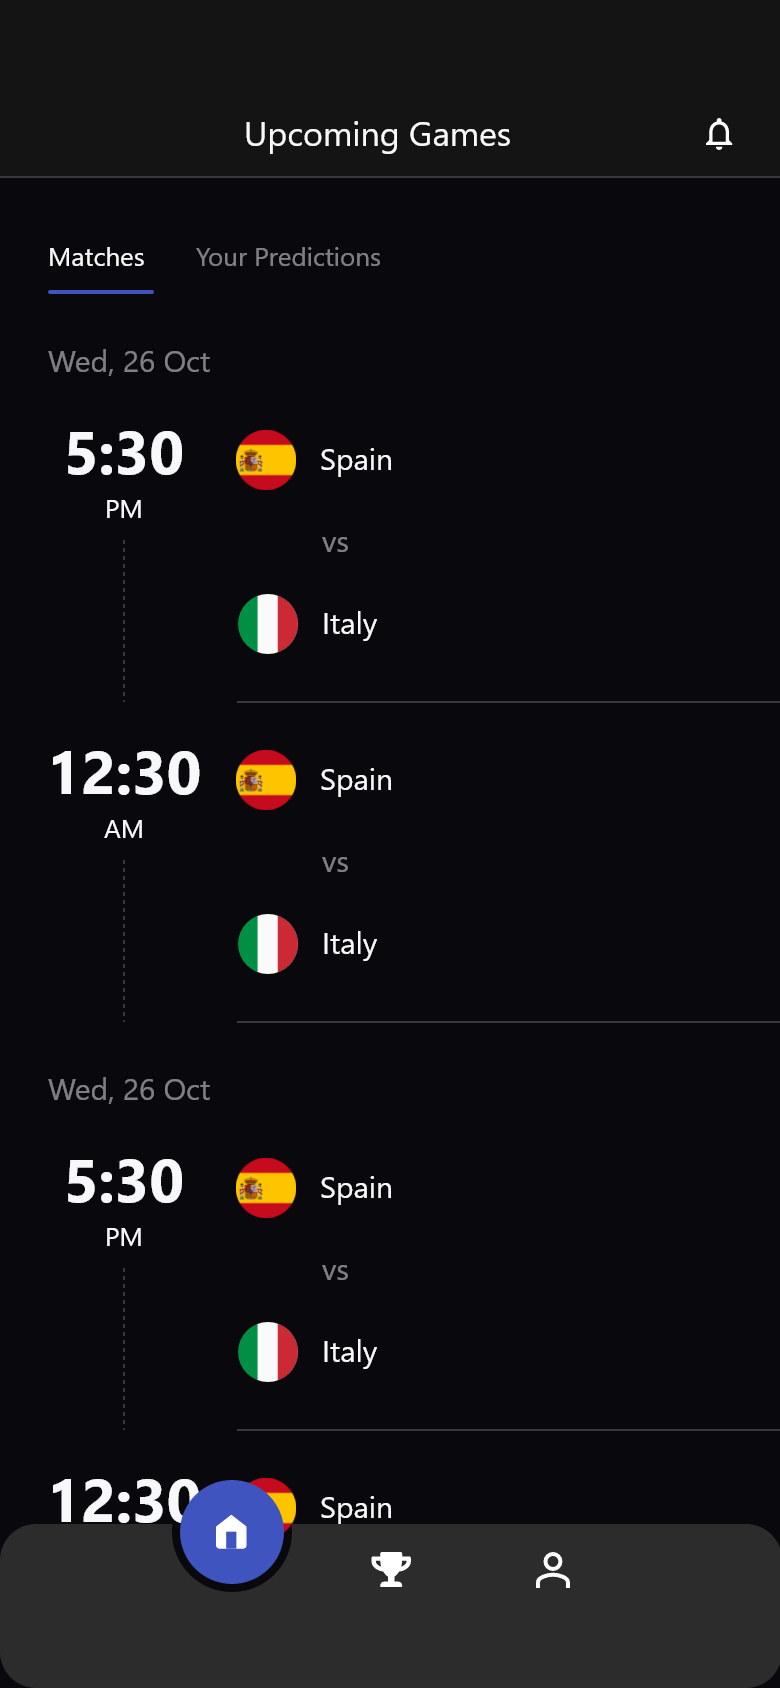 Upcoming Games
Matches Your Predictions
Wed, 26 Oct
5:30 Spain
PM
vs
Italy
12:30 Spain
AM
vs
Italy
Wed, 26 Oct
5:30 Spain
PM
vs
Italy
12:30 Spain